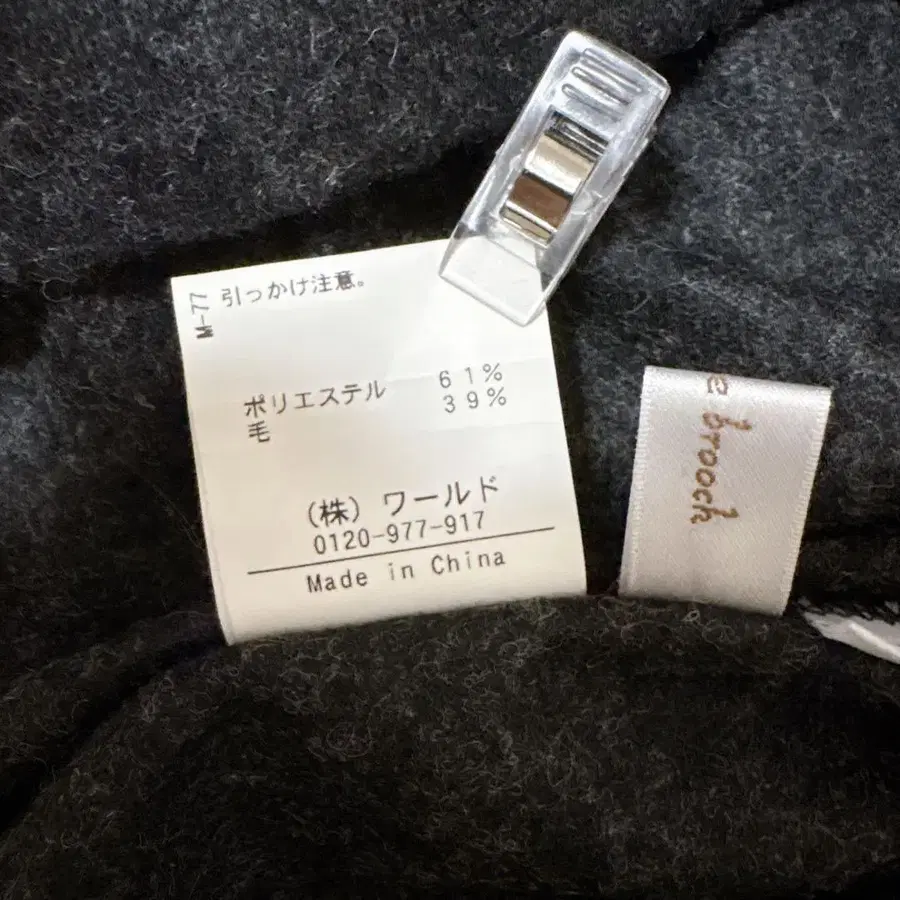 M-77
引っかけ注意。
ポリエステル 61%
毛 39%
(株) ワールド
0120-977-917
Made in China
brooch